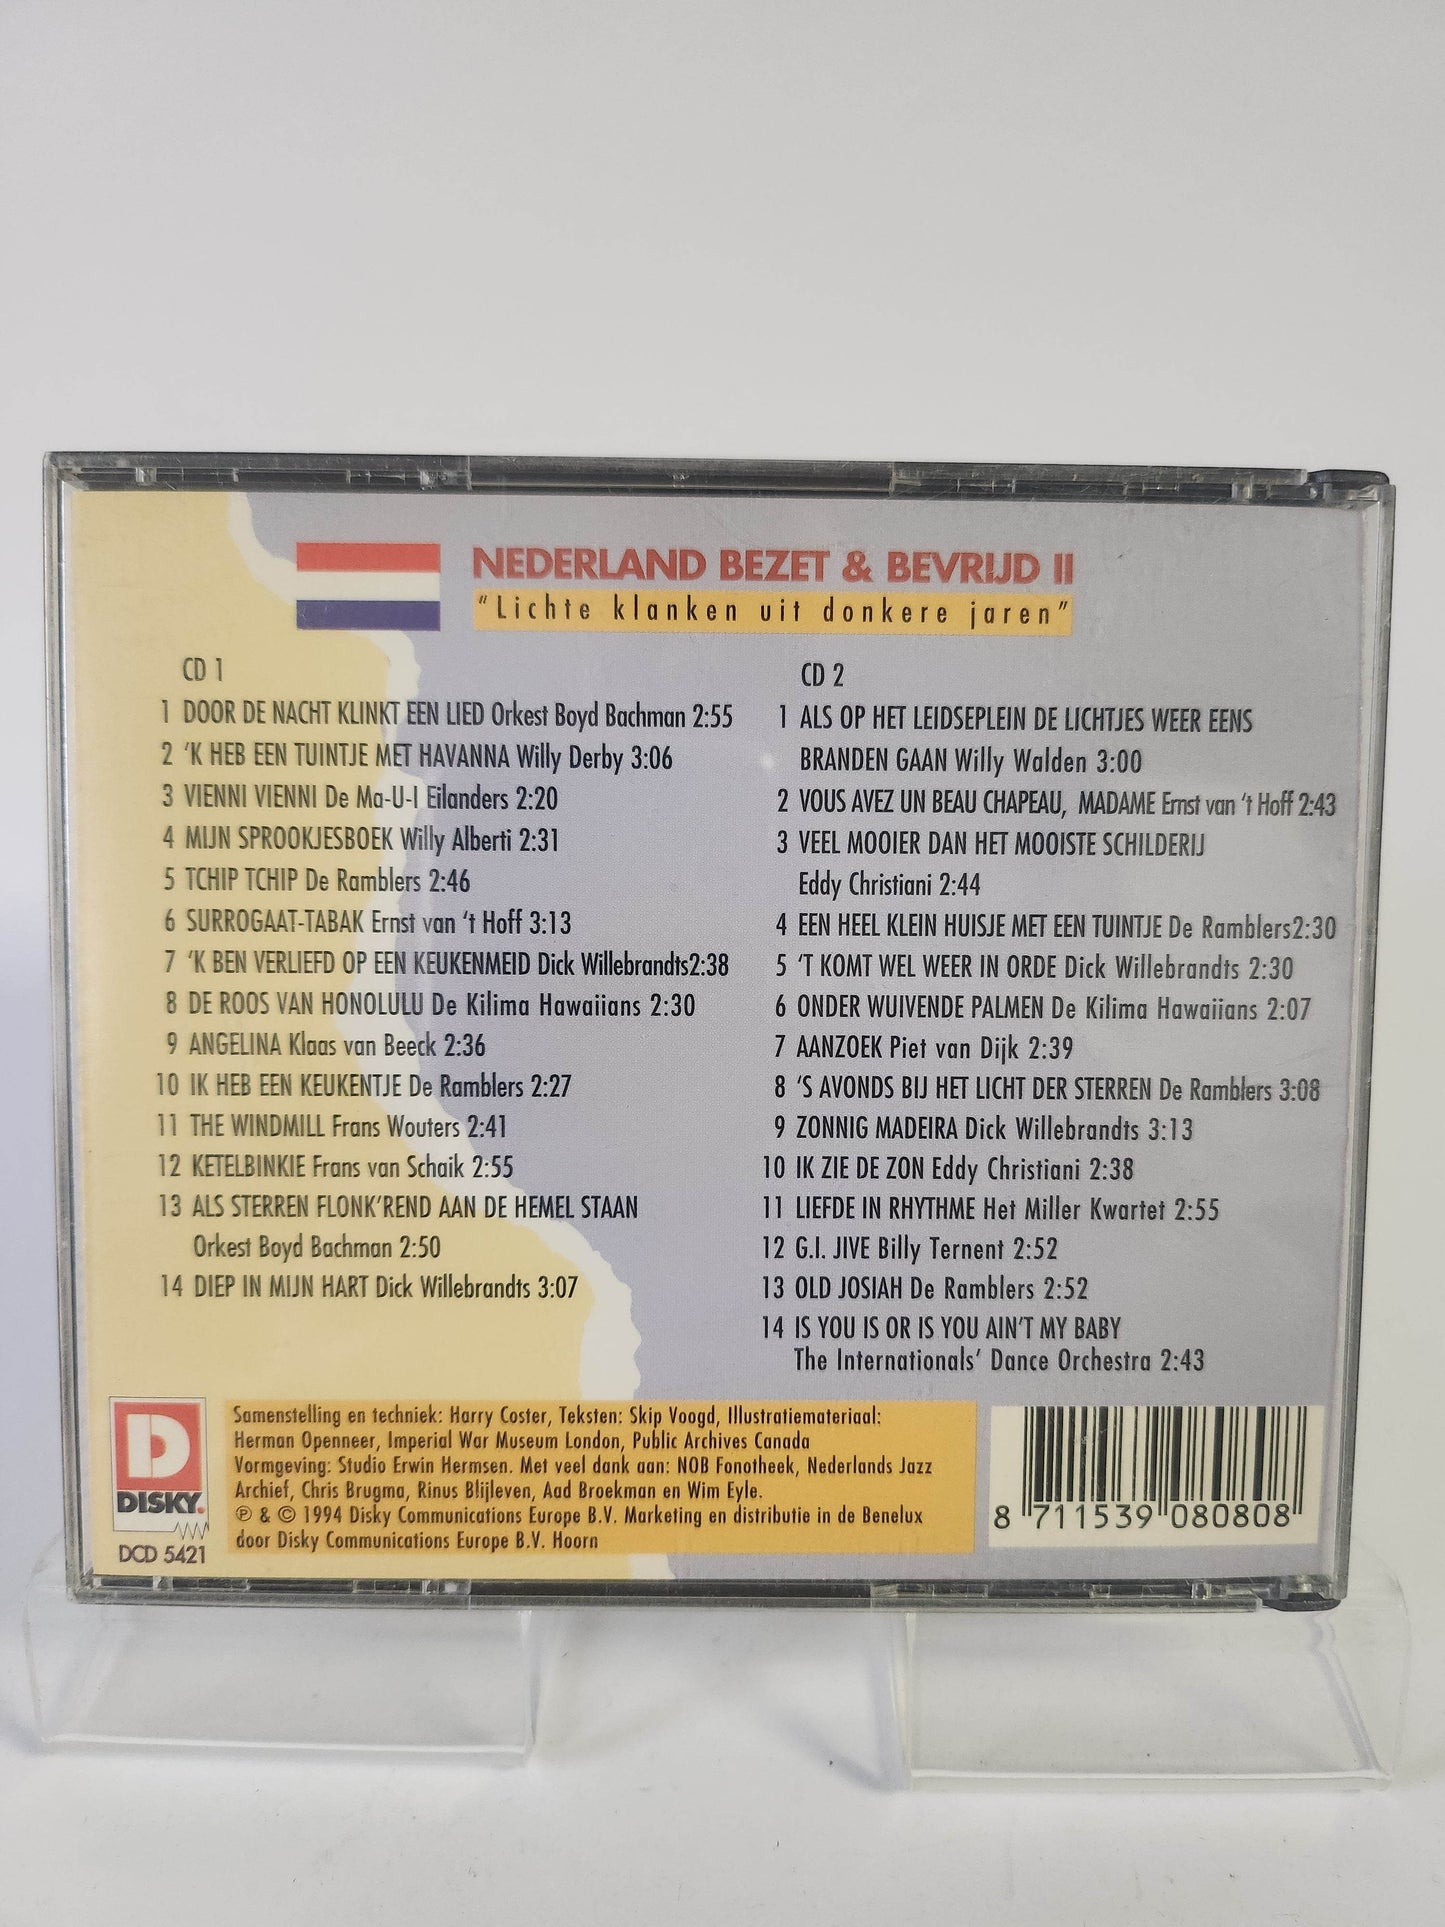 NEDERLAND BEZET & BEVRIJD II
"Lichte klanken uit donkere jaren"
CD 1
1 DOOR DE NACHT KLINKT EEN LIED Orkest Boyd Bachman 2:55
2 'K HEB EEN TUINTJE MET HAVANNA Willy Derby 3:06
3 VIENNI VIENNI De Ma-U-I Eilanders 2:20
4 MIJN SPROOKJESBOEK Willy Alberti 2:31
5 TCHIP TCHIP De Ramblers 2:46
6 SURROGAAT-TABAK Ernst van 't Hoff 3:13
7 'K BEN VERLIEFD OP EEN KEUKENMEID Dick Willebrandts2:38
8 DE ROOS VAN HONOLULU De Kilima Hawaiians 2:30
9 ANGELINA Klaas van Beeck 2:36
10 IK HEB EEN KEUKENTJE De Ramblers 2:27
11 THE WINDMILL Frans Wouters 2:41
12 KETELBINKIE Frans van Schaik 2:55
13 ALS STERREN FLONK'REND AAN DE HEMEL STAAN
Orkest Boyd Bachman 2:50
14 DIEP IN MIJN HART Dick Willebrandts 3:07
CD 2
1 ALS OP HET LEIDSEPLEIN DE LICHTJES WEER EENS
BRANDEN GAAN Willy Walden 3:00
2 VOUS AVEZ UN BEAU CHAPEAU, MADAME Ernst van 't Hoff 2:43
3 VEEL MOOIER DAN HET MOOISTE SCHILDERIJ
Eddy Christiani 2:44
4 EEN HEEL KLEIN HUISJE MET EEN TUINTJE De Ramblers2:30
5 'T KOMT WEL WEER IN ORDE Dick Willebrandts 2:30
6 ONDER WUIVENDE PALMEN De Kilima Hawaiians 2:07
7 AANZOEK Piet van Dijk 2:39
8 'S AVONDS BIJ HET LICHT DER STERREN De Ramblers 3:08
9 ZONNIG MADEIRA Dick Willebrandts 3:13
10 IK ZIE DE ZON Eddy Christiani 2:38
11 LIEFDE IN RHYTHME Het Miller Kwartet 2:55
12 G.I. JIVE Billy Ternent 2:52
13 OLD JOSIAH De Ramblers 2:52
14 IS YOU IS OR IS YOU AIN'T MY BABY
The Internationals' Dance Orchestra 2:43
D
DISKY.
DCD 5421
Samenstelling en techniek: Harry Coster, Teksten: Skip Voogd, Illustratiemateriaal:
Herman Openneer, Imperial War Museum London, Public Archives Canada
Vormgeving: Studio Erwin Hermsen. Met veel dank aan: NOB Fonotheek, Nederlands Jazz
Archief, Chris Brugma, Rinus Blijleven, Aad Broekman en Wim Eyle.
℗ & © 1994 Disky Communications Europe B.V. Marketing en distributie in de Benelux
door Disky Communications Europe B.V. Hoorn
8 711539 080808